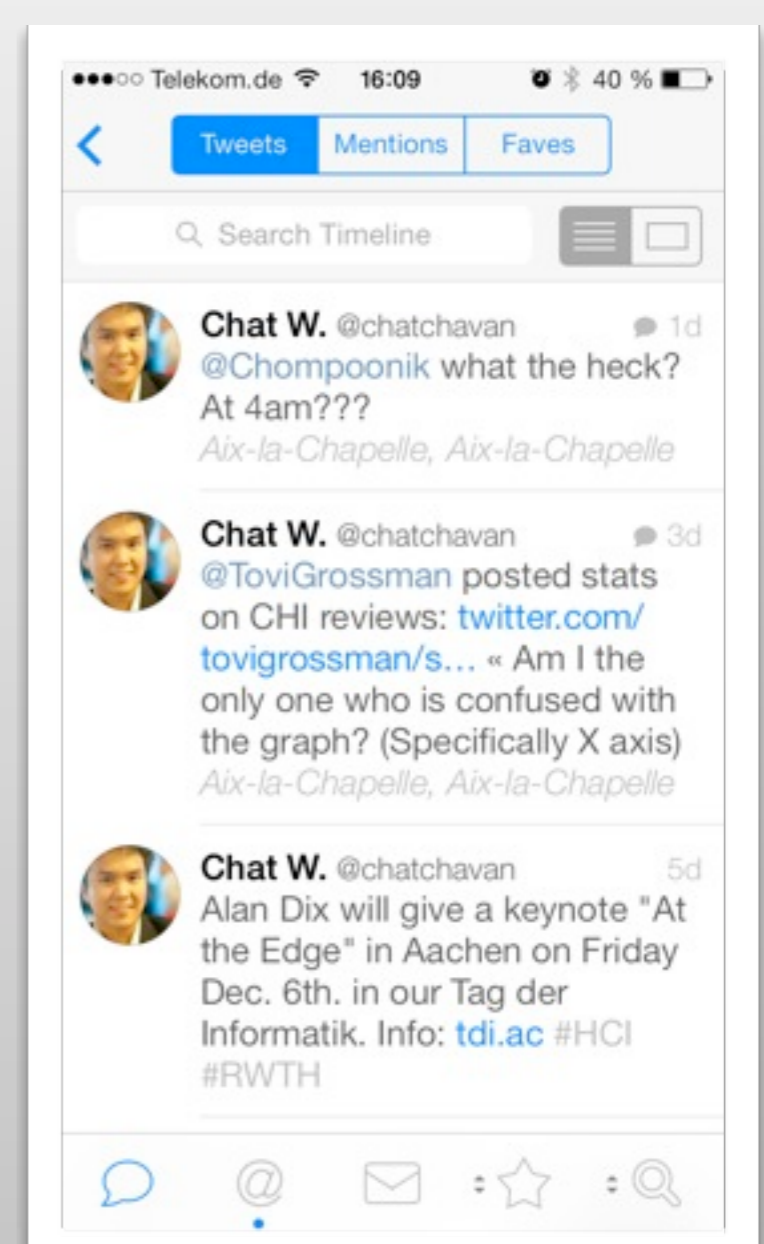 Telekom.de 16:09 40 %
Tweets Mentions Faves
Search Timeline
Chat W. @chatchavan 1d
@Chompoonik what the heck?
At 4am???
Aix-la-Chapelle, Aix-la-Chapelle
Chat W. @chatchavan 3d
@ToviGrossman posted stats
on CHI reviews: twitter.com/
tovigrossman/s... « Am I the
only one who is confused with
the graph? (Specifically X axis)
Aix-la-Chapelle, Aix-la-Chapelle
Chat W. @chatchavan 5d
Alan Dix will give a keynote "At
the Edge" in Aachen on Friday
Dec. 6th. in our Tag der
Informatik. Info: tdi.ac #HCI
#RWTH
@